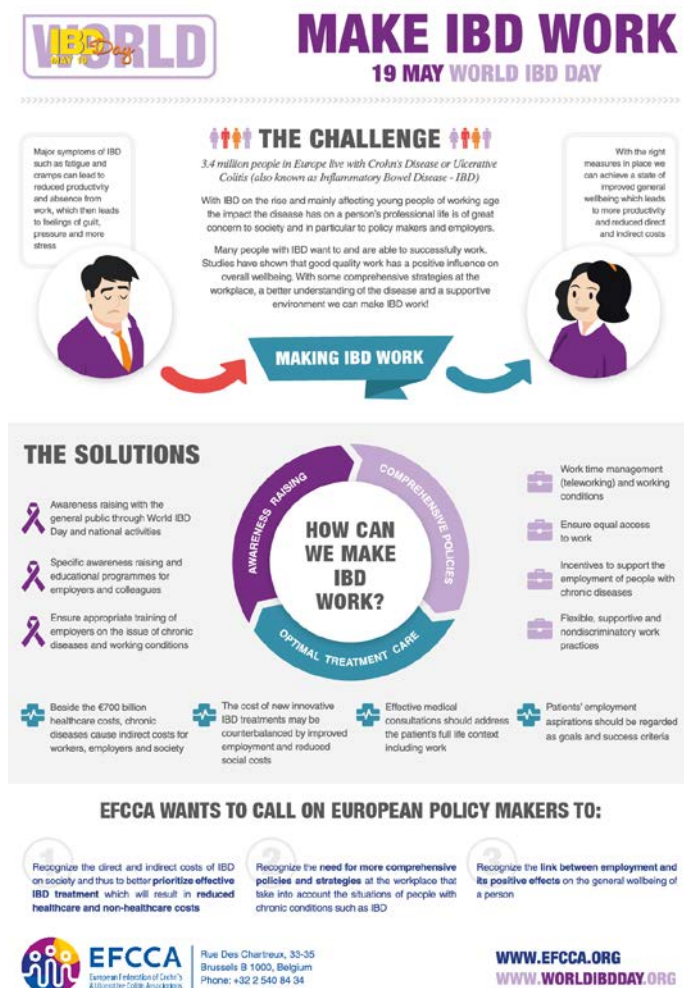 WORLD
IBD Day
MAY 19
MAKE IBD WORK
19 MAY WORLD IBD DAY
Major symptoms of IBD
such as fatigue and
cramps can lead to
reduced productivity
and absence from
work, which then leads
to feelings of guilt,
pressure and more
stress
THE CHALLENGE
3.4 million people in Europe live with Crohn's Disease or Ulcerative
Colitis (also known as Inflammatory Bowel Disease - IBD)
With IBD on the rise and mainly affecting young people of working age
the impact the disease has on a person's professional life is of great
concern to society and in particular to policy makers and employers.
Many people with IBD want to and are able to successfully work.
Studies have shown that good quality work has a positive influence on
overall wellbeing. With some comprehensive strategies at the
workplace, a better understanding of the disease and a supportive
environment we can make IBD work!
With the right
measures in place we
can achieve a state of
improved general
wellbeing which leads
to more productivity
and reduced direct
and indirect costs
MAKING IBD WORK
THE SOLUTIONS
Awareness raising with the
general public through World IBD
Day and national activities
Specific awareness raising and
educational programmes for
employers and colleagues
Ensure appropriate training of
employers on the issue of chronic
diseases and working conditions
AWARENESS RAISING
COMPREHENSIVE POLICIES
OPTIMAL TREATMENT CARE
HOW CAN
WE MAKE
IBD
WORK?
Work time management
(teleworking) and working
conditions
Ensure equal access
to work
Incentives to support the
employment of people with
chronic diseases
Flexible, supportive and
nondiscriminatory work
practices
Beside the €700 billion
healthcare costs, chronic
diseases cause indirect costs for
workers, employers and society
The cost of new innovative
IBD treatments may be
counterbalanced by improved
employment and reduced
social costs
Effective medical
consultations should address
the patient's full life context
including work
Patients' employment
aspirations should be regarded
as goals and success criteria
EFCCA WANTS TO CALL ON EUROPEAN POLICY MAKERS TO:
1
Recognize the direct and indirect costs of IBD
on society and thus to better prioritize effective
IBD treatment which will result in reduced
healthcare and non-healthcare costs
2
Recognize the need for more comprehensive
policies and strategies at the workplace that
take into account the situations of people with
chronic conditions such as IBD
3
Recognize the link between employment and
its positive effects on the general wellbeing of
a person
EFCCA
European Federation of Crohn's
& Ulcerative Colitis Associations
Rue Des Chartreux, 33-35
Brussels B 1000, Belgium
Phone: +32 2 540 84 34
WWW.EFCCA.ORG
WWW.WORLDIBDDAY.ORG